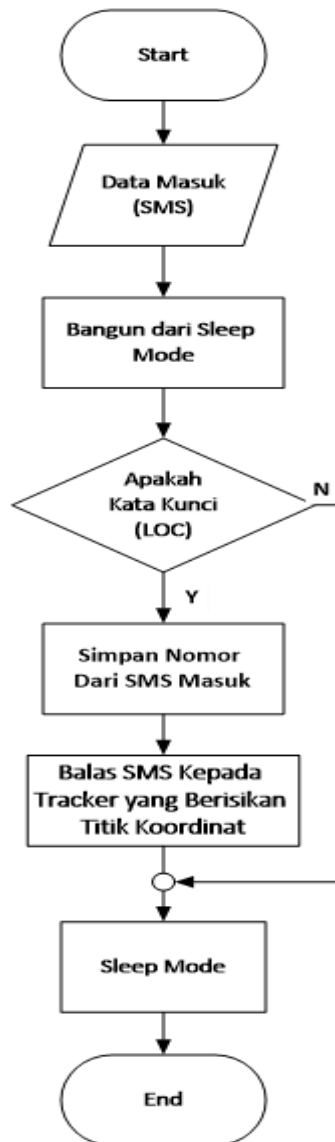 Start
Data Masuk
(SMS)
Bangun dari Sleep
Mode
Apakah
Kata Kunci
(LOC)
N
Y
Simpan Nomor
Dari SMS Masuk
Balas SMS Kepada
Tracker yang Berisikan
Titik Koordinat
Sleep Mode
End